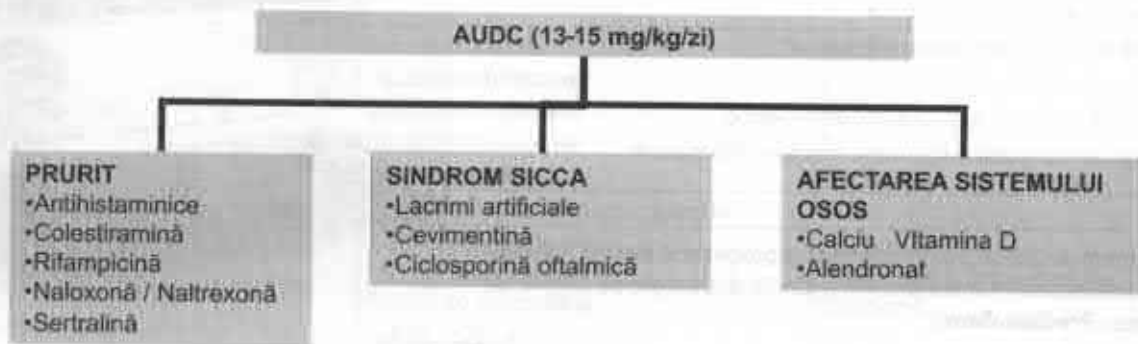 AUDC (13-15 mg/kg/zi)
PRURIT
•Antihistaminice
•Colestiramină
•Rifampicină
•Naloxonă / Naltrexonă
•Sertralină
SINDROM SICCA
•Lacrimi artificiale
•Cevimentină
•Ciclosporină oftalmică
AFECTAREA SISTEMULUI
OSOS
•Calciu VItamina D
•Alendronat